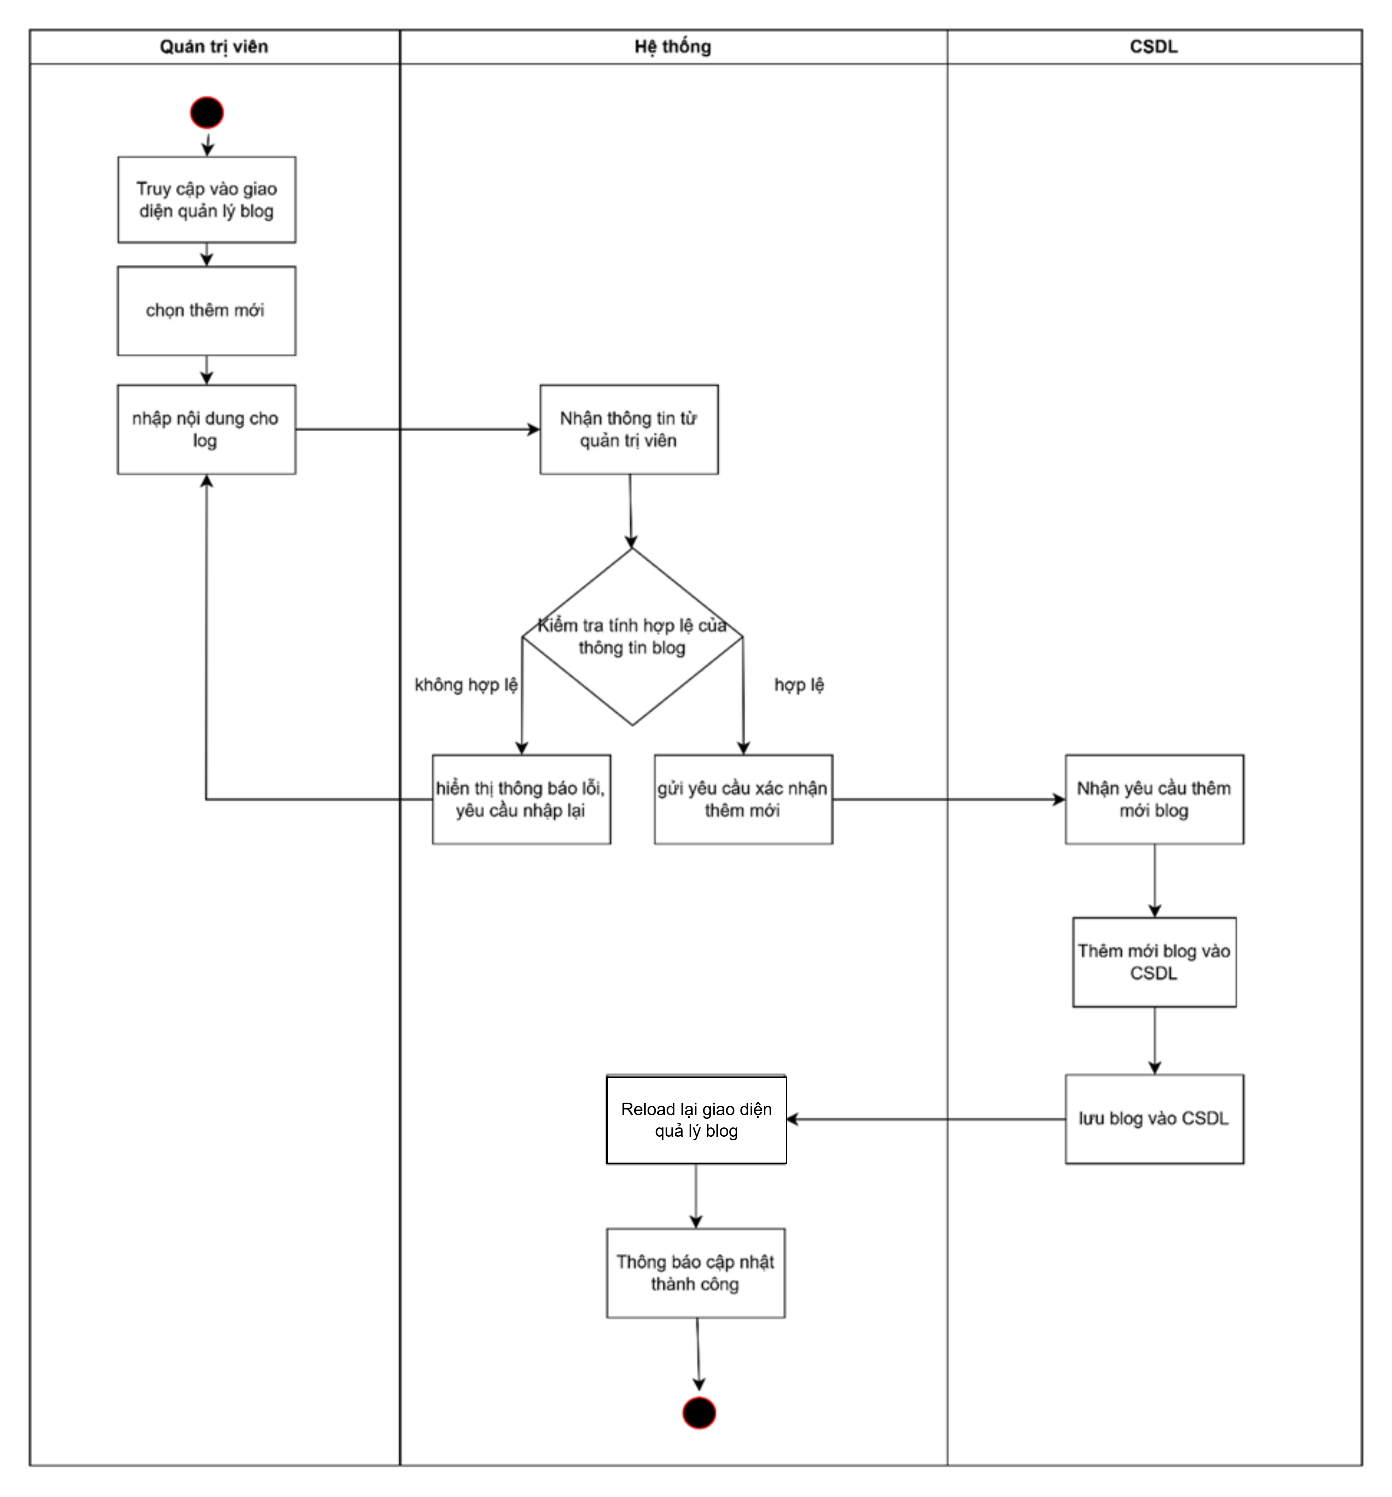 Quản trị viên
Hệ thống
CSDL
Truy cập vào giao
diện quản lý blog
chọn thêm mới
nhập nội dung cho
log
Nhận thông tin từ
quản trị viên
Kiểm tra tính hợp lệ của
thông tin blog
không hợp lệ
hợp lệ
hiển thị thông báo lỗi,
yêu cầu nhập lại
gửi yêu cầu xác nhận
thêm mới
Nhận yêu cầu thêm
mới blog
Thêm mới blog vào
CSDL
lưu blog vào CSDL
Reload lại giao diện
quả lý blog
Thông báo cập nhật
thành công